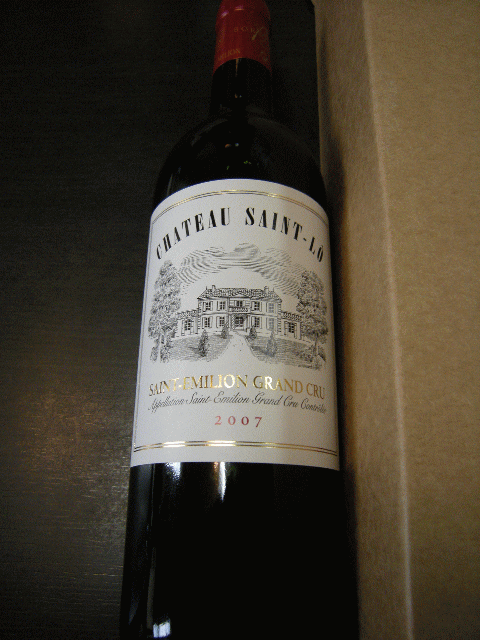 CHATEAU SAINT-LÔ
SAINT-EMILION GRAND CRU
Appellation Saint-Emilion Grand Cru Contrôlée
2007